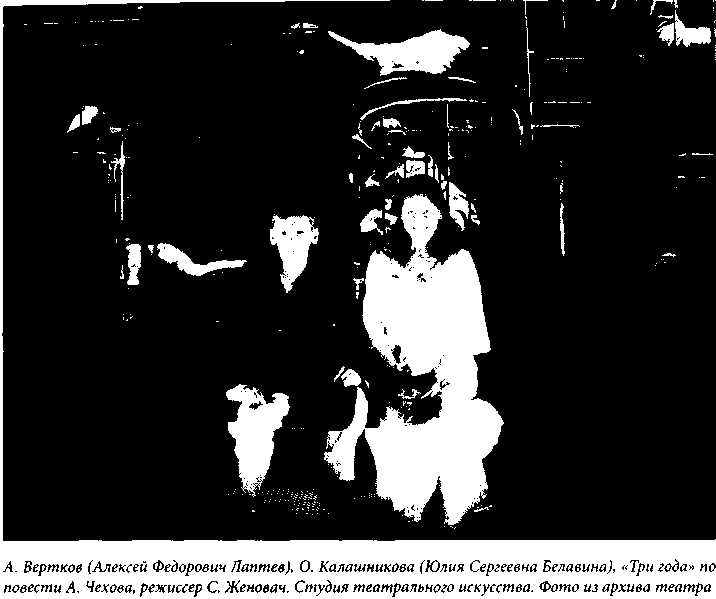 А. Вертков (Алексей Федорович Лаптев), О. Калашникова (Юлия Сергеевна Белавина), «Три года» по
повести А. Чехова, режиссер С. Женовач. Студия театрального искусства. Фото из архива театра